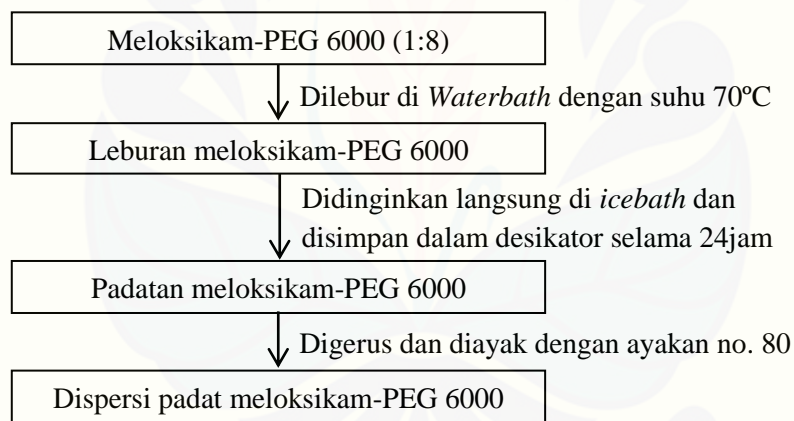 Meloksikam-PEG 6000 (1:8)
Dilebur di Waterbath dengan suhu 70ºC
Leburan meloksikam-PEG 6000
Didinginkan langsung di icebath dan
disimpan dalam desikator selama 24jam
Padatan meloksikam-PEG 6000
Digerus dan diayak dengan ayakan no. 80
Dispersi padat meloksikam-PEG 6000